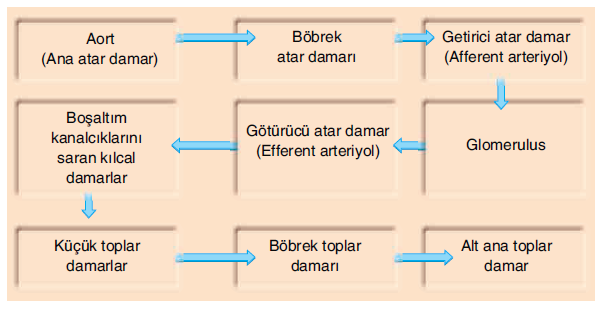 Aort
(Ana atar damar)
Böbrek
atar damarı
Getirici atar damar
(Afferent arteriyol)
Boşaltım
kanalcıklarını
saran kılcal
damarlar
Götürücü atar damar
(Efferent arteriyol)
Glomerulus
Küçük toplar
damarlar
Böbrek toplar
damarı
Alt ana toplar
damar